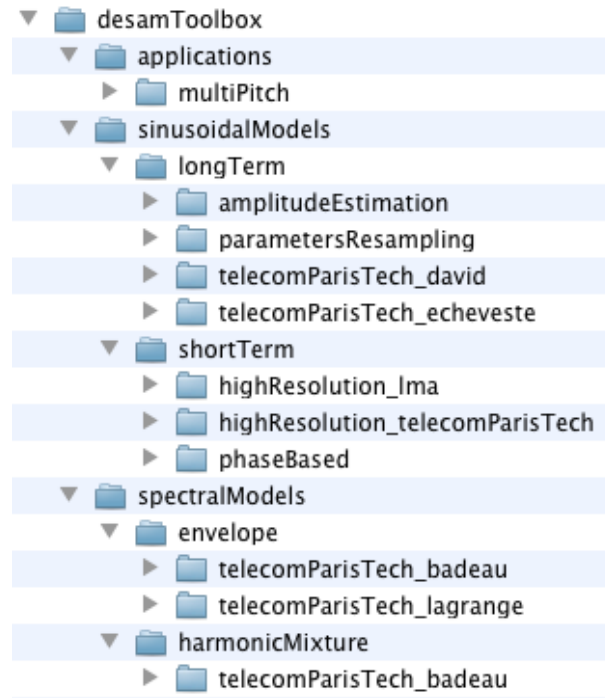 desamToolbox
applications
multiPitch
sinusoidalModels
longTerm
amplitudeEstimation
parametersResampling
telecomParisTech_david
telecomParisTech_echeveste
shortTerm
highResolution_lma
highResolution_telecomParisTech
phaseBased
spectralModels
envelope
telecomParisTech_badeau
telecomParisTech_lagrange
harmonicMixture
telecomParisTech_badeau